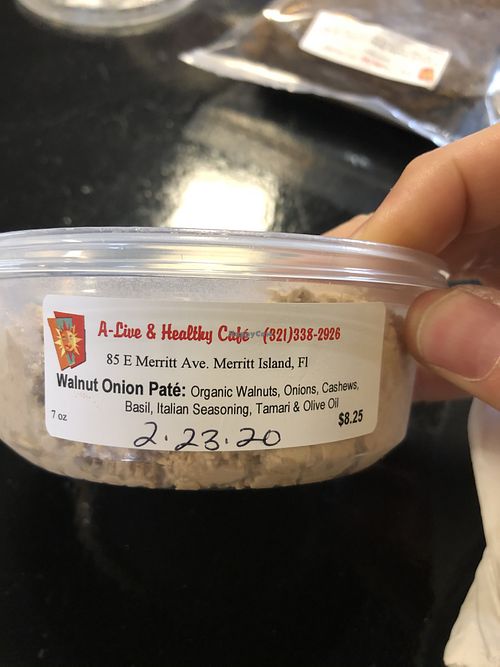 A-Live & Healthy Café (321)338-2926
85 E Merritt Ave. Merritt Island, Fl
Walnut Onion Paté: Organic Walnuts, Onions, Cashews,
Basil, Italian Seasoning, Tamari & Olive Oil
7 oz
$8.25
2.23.20